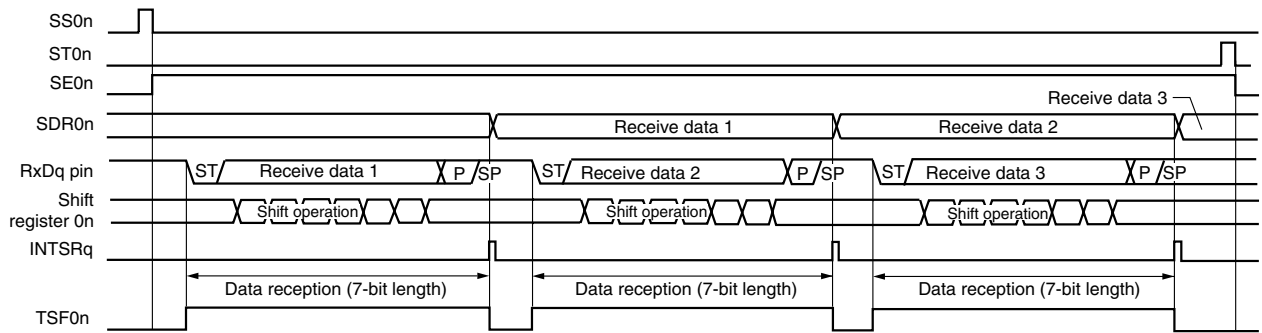 SS0n
ST0n
SE0n
Receive data 3
SDR0n
Receive data 1
Receive data 2
RxDq pin
ST
Receive data 1
P
SP
ST
Receive data 2
P
SP
ST
Receive data 3
P
SP
Shift
register 0n
Shift operation
Shift operation
Shift operation
INTSRq
Data reception (7-bit length)
Data reception (7-bit length)
Data reception (7-bit length)
TSF0n